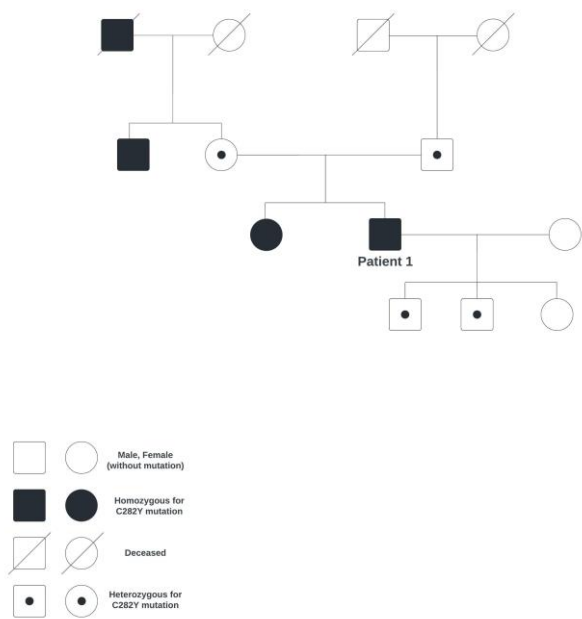 Patient 1
Male, Female
(without mutation)
Homozygous for
C282Y mutation
Deceased
Heterozygous for
C282Y mutation